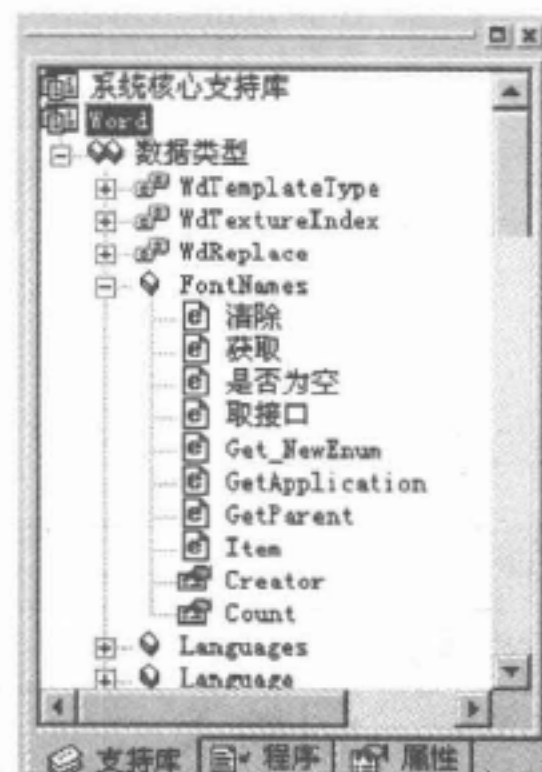 系统核心支持库
Word
数据类型
WdTemplateType
WdTextureIndex
WdReplace
FontNames
清除
获取
是否为空
取接口
Get_NewEnum
GetApplication
GetParent
Item
Creator
Count
Languages
Language
支持库 程序 属性